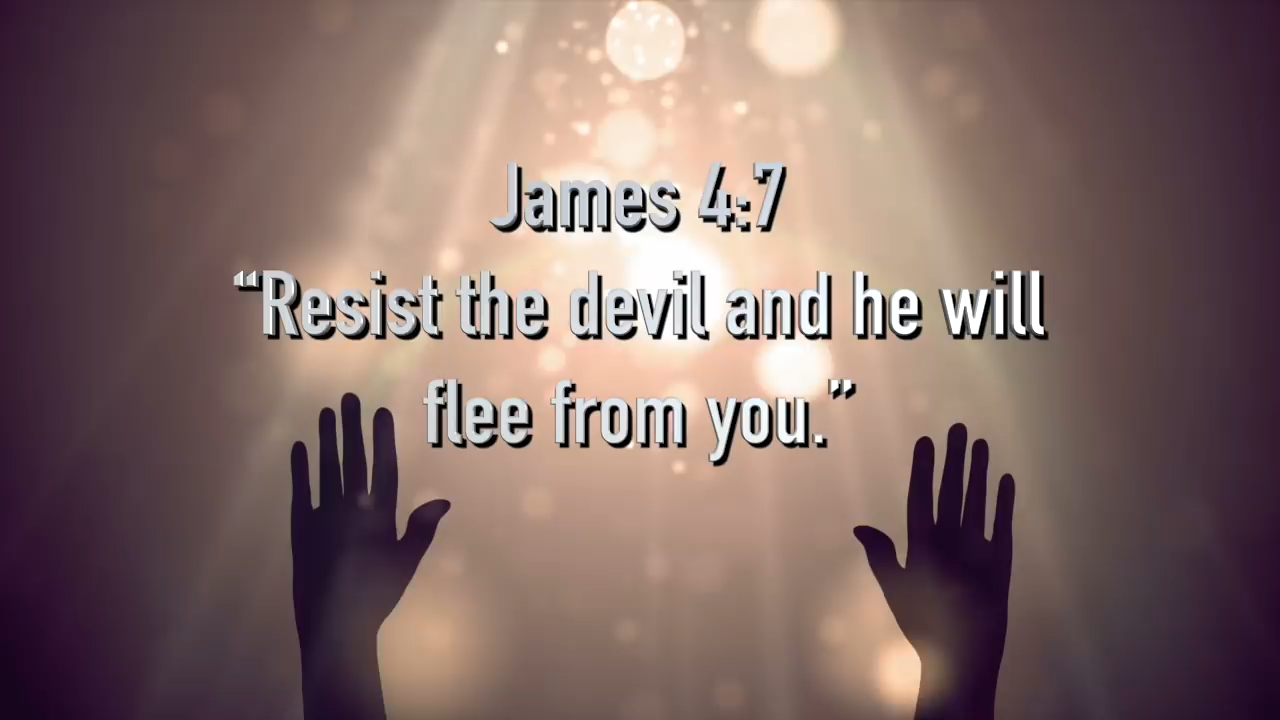 James 4:7
“Resist the devil and he will
flee from you.”